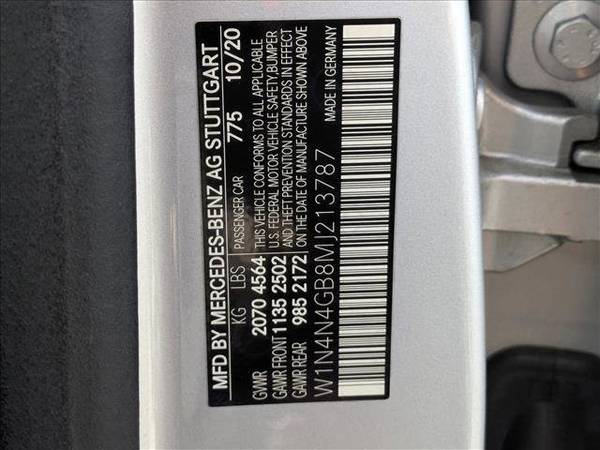 MFD BY MERCEDES-BENZ AG STUTTGART
KG LBS PASSENGER CAR 775 10/20
GVWR 2070 4564 THIS VEHICLE CONFORMS TO ALL APPLICABLE
GAWR FRONT 1135 2502 U.S. FEDERAL MOTOR VEHICLE SAFETY,BUMPER
GAWR REAR 985 2172 AND THEFT PREVENTION STANDARDS IN EFFECT
ON THE DATE OF MANUFACTURE SHOWN ABOVE
W1N4N4GB8MJ213787 MADE IN GERMANY